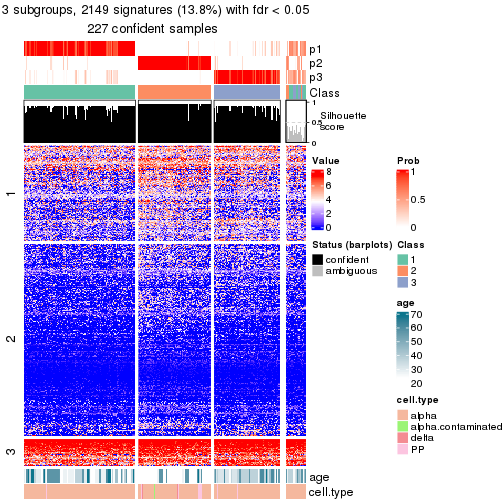 3 subgroups, 2149 signatures (13.8%) with fdr < 0.05
227 confident samples
p1
p2
p3
Class
1
0.5
0
Silhouette
score
1
2
3
age
cell.type
Value
8
6
4
2
0
Prob
1
0.5
0
Status (barplots)
confident
ambiguous
Class
1
2
3
age
70
60
50
40
30
20
cell.type
alpha
alpha.contaminated
delta
PP